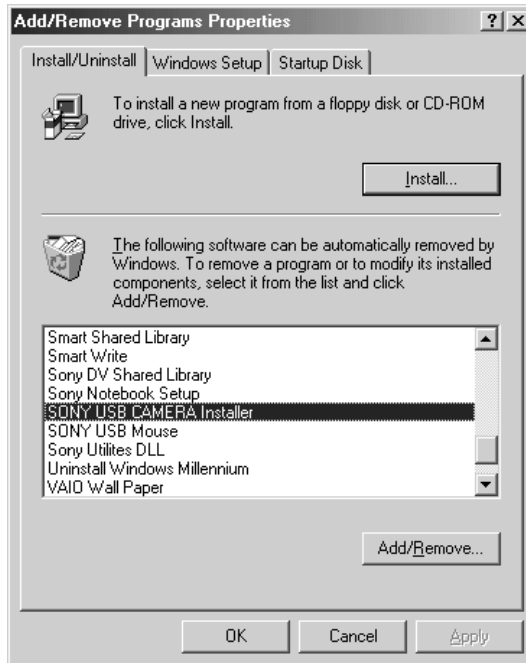 Add/Remove Programs Properties
Install/Uninstall Windows Setup Startup Disk
To install a new program from a floppy disk or CD-ROM
drive, click Install.
Install...
The following software can be automatically removed by
Windows. To remove a program or to modify its installed
components, select it from the list and click
Add/Remove.
Smart Shared Library
Smart Write
Sony DV Shared Library
Sony Notebook Setup
SONY USB CAMERA Installer
SONY USB Mouse
Sony Utilites DLL
Uninstall Windows Millennium
VAIO Wall Paper
Add/Remove...
OK Cancel Apply